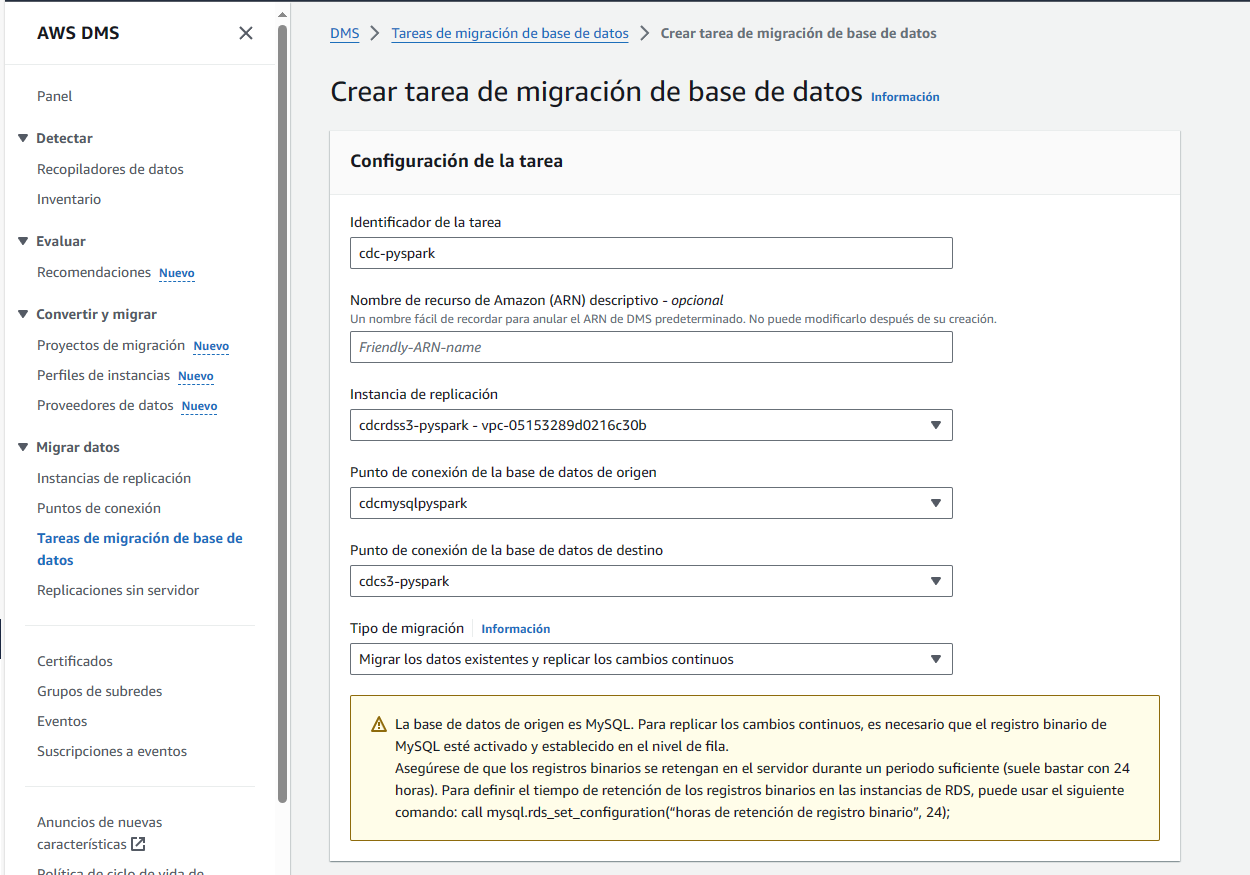 AWS DMS
Panel
Detectar
Recopiladores de datos
Inventario
Evaluar
Recomendaciones Nuevo
Convertir y migrar
Proyectos de migración Nuevo
Perfiles de instancias Nuevo
Proveedores de datos Nuevo
Migrar datos
Instancias de replicación
Puntos de conexión
Tareas de migración de base de
datos
Replicaciones sin servidor
Certificados
Grupos de subredes
Eventos
Suscripciones a eventos
Anuncios de nuevas
características
Política de ciclo de vida de
DMS > Tareas de migración de base de datos > Crear tarea de migración de base de datos
Crear tarea de migración de base de datos Información
Configuración de la tarea
Identificador de la tarea
cdc-pyspark
Nombre de recurso de Amazon (ARN) descriptivo - opcional
Un nombre fácil de recordar para anular el ARN de DMS predeterminado. No puede modificarlo después de su creación.
Friendly-ARN-name
Instancia de replicación
cdcrdss3-pyspark - vpc-05153289d0216c30b
Punto de conexión de la base de datos de origen
cdcmysqlpyspark
Punto de conexión de la base de datos de destino
cdcs3-pyspark
Tipo de migración Información
Migrar los datos existentes y replicar los cambios continuos
La base de datos de origen es MySQL. Para replicar los cambios continuos, es necesario que el registro binario de
MySQL esté activado y establecido en el nivel de fila.
Asegúrese de que los registros binarios se retengan en el servidor durante un periodo suficiente (suele bastar con 24
horas). Para definir el tiempo de retención de los registros binarios en las instancias de RDS, puede usar el siguiente
comando: call mysql.rds_set_configuration(“horas de retención de registro binario”, 24);